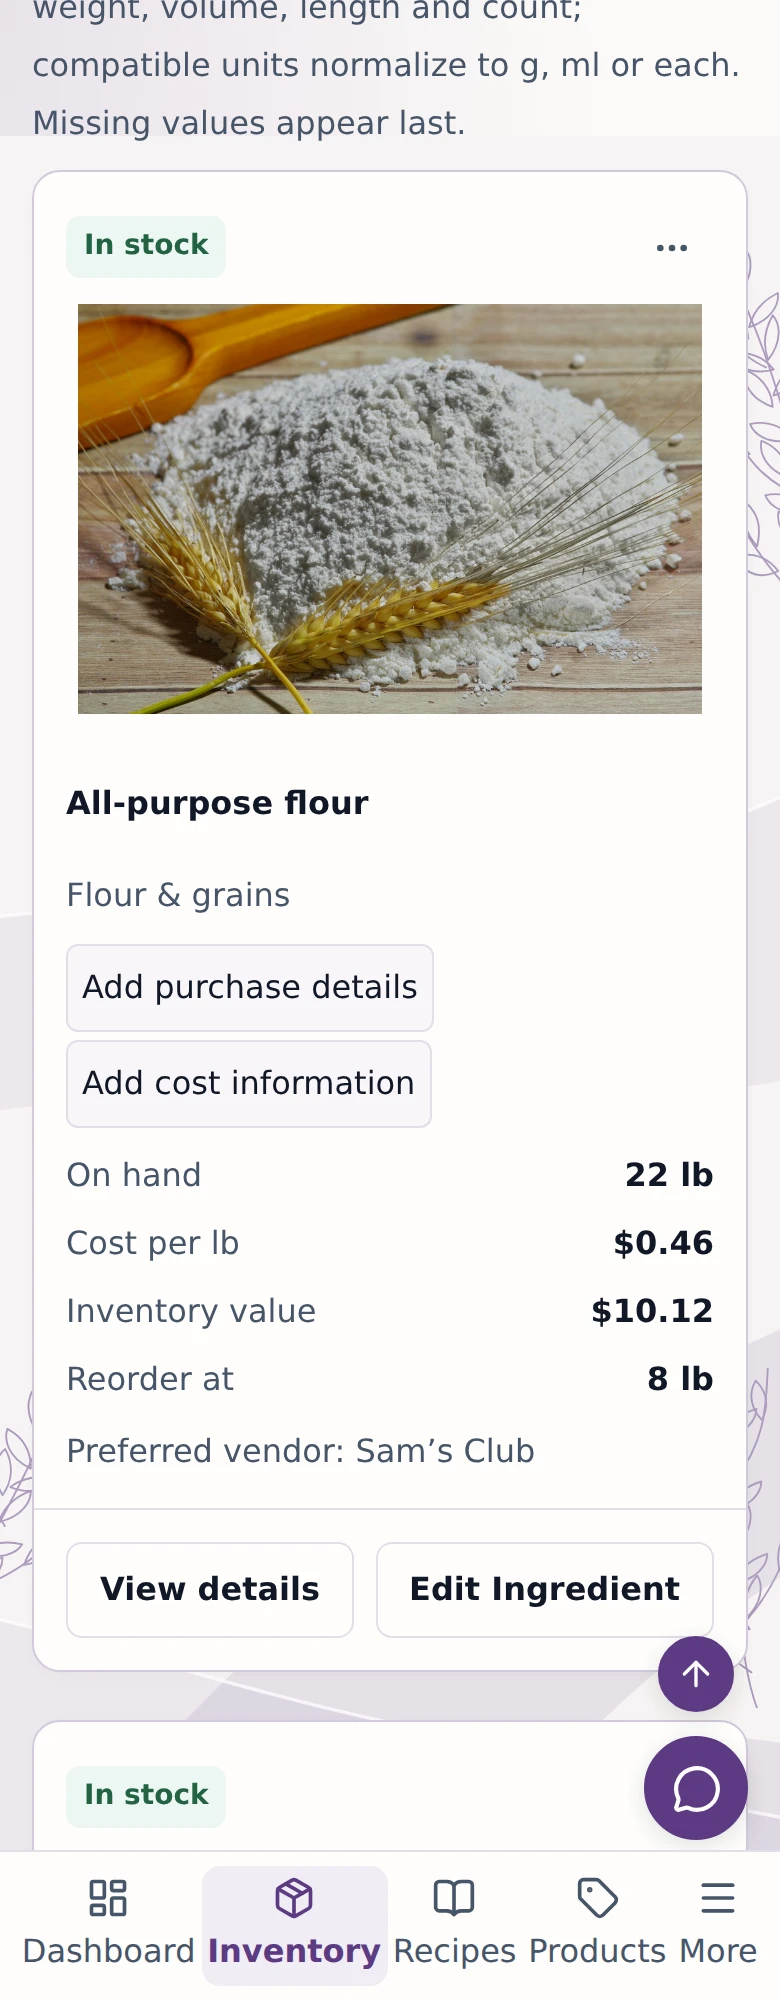 weight, volume, length and count;
compatible units normalize to g, ml or each.
Missing values appear last.
In stock
All-purpose flour
Flour & grains
Add purchase details
Add cost information
On hand 22 lb
Cost per lb $0.46
Inventory value $10.12
Reorder at 8 lb
Preferred vendor: Sam’s Club
View details Edit Ingredient
In stock
Dashboard Inventory Recipes Products More